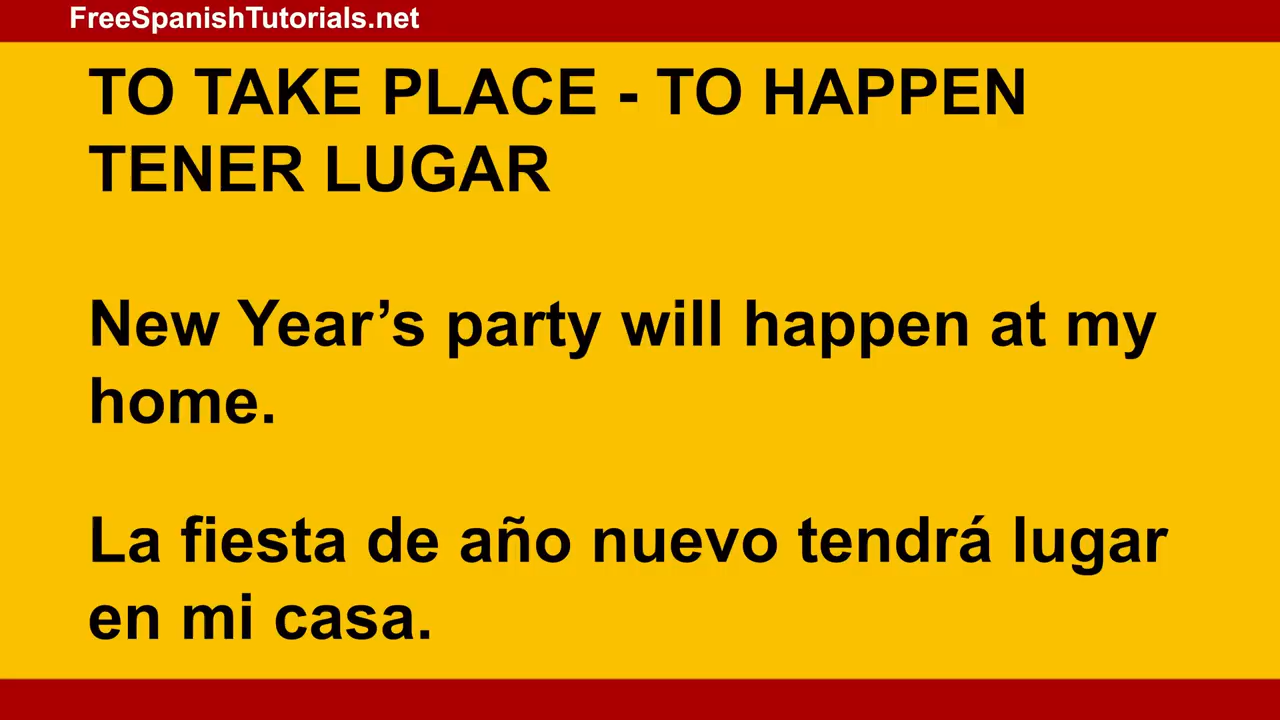 FreeSpanishTutorials.net
TO TAKE PLACE - TO HAPPEN
TENER LUGAR
New Year’s party will happen at my
home.
La fiesta de año nuevo tendrá lugar
en mi casa.